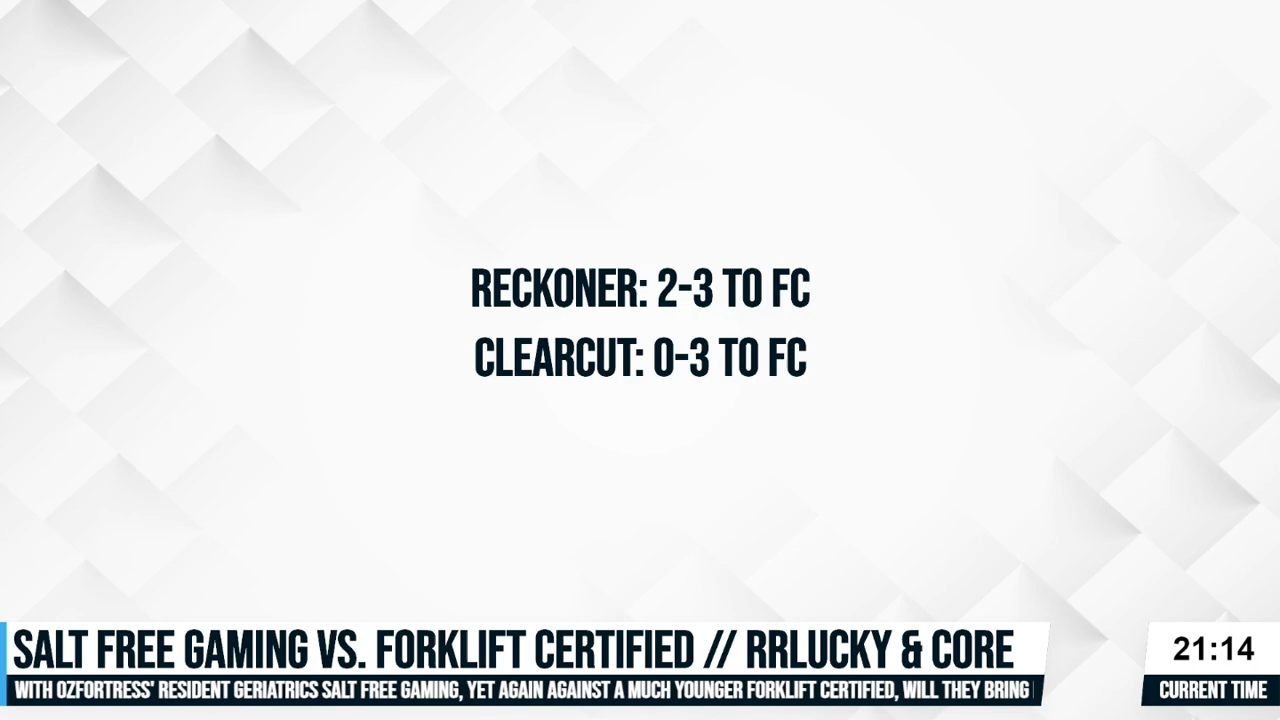 RECKONER: 2-3 TO FC
CLEARCUT: 0-3 TO FC
SALT FREE GAMING VS. FORKLIFT CERTIFIED // RRLUCKY & CORE
WITH OZFORTRESS' RESIDENT GERIATRICS SALT FREE GAMING, YET AGAIN AGAINST A MUCH YOUNGER FORKLIFT CERTIFIED, WILL THEY BRING
21:14
CURRENT TIME